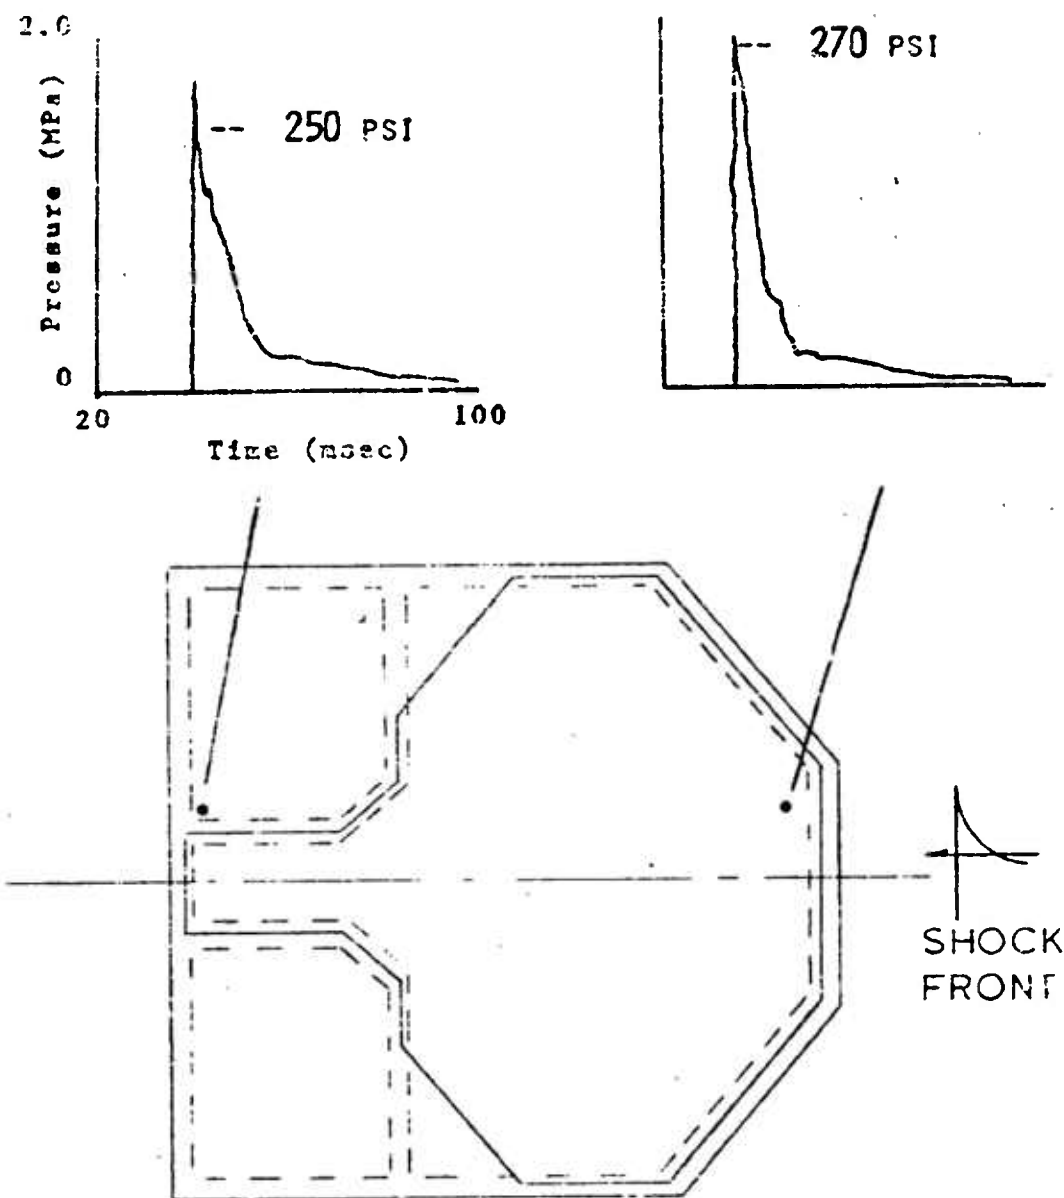 2.0
-- 250 PSI
-- 270 PSI
Pressure (MPa)
0
20
100
Time (msec)
SHOCK
FRONT